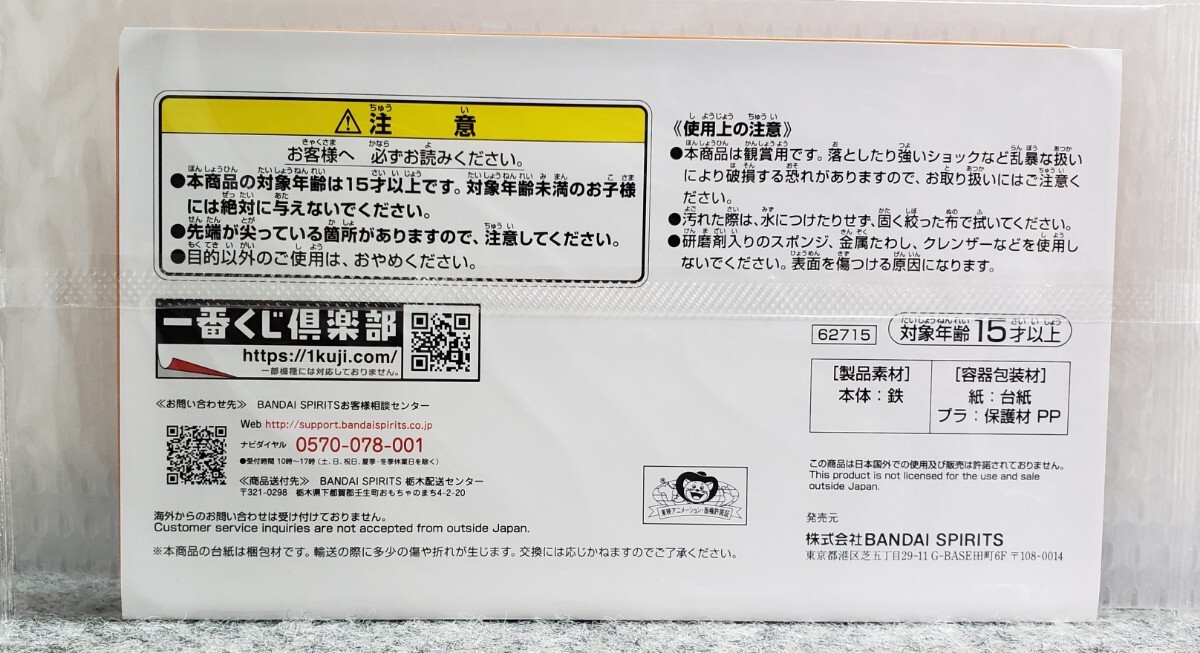 ⚠注意
お客様へ 必ずお読みください。
●本商品の対象年齢は15才以上です。対象年齢未満のお子様
には絶対に与えないでください。
●先端が尖っている箇所がありますので、注意してください。
●目的以外のご使用は、おやめください。
《使用上の注意》
●本商品は観賞用です。落としたり強いショックなど乱暴な扱い
により破損する恐れがありますので、お取り扱いにはご注意く
ださい。
●汚れた際は、水につけたりせず、固く絞った布で拭いてください。
●研磨剤入りのスポンジ、金属たわし、クレンザーなどを使用し
ないでください。表面を傷つける原因になります。
一番くじ倶楽部
https://1kuji.com/
一部機種には対応しておりません。
≪お問い合わせ先≫ BANDAI SPIRITSお客様相談センター
Web http://support.bandaispirits.co.jp
ナビダイヤル 0570-078-001
●受付時間 10時〜17時 (土、日、祝日、夏季・冬季休業日を除く)
≪商品送付先≫ BANDAI SPIRITS 栃木配送センター
〒321-0298 栃木県下都賀郡壬生町おもちゃのまち4-2-20
海外からのお問い合わせは受け付けておりません。
Customer service inquiries are not accepted from outside Japan.
※本商品の台紙は梱包材です。輸送の際に多少の傷や折れが生じます。交換には応じかねますのでご了承ください。
東映アニメーション・版権許諾証
62715
対象年齢 15才以上
[製品素材]
本体：鉄
[容器包装材]
紙：台紙
プラ：保護材 PP
この商品は日本国外での使用及び販売は許諾されておりません。
This product is not licensed for the use and sale
outside Japan.
発売元
株式会社BANDAI SPIRITS
東京都港区芝五丁目29-11 G-BASE田町6F 〒108-0014